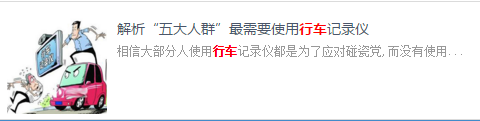 解析“五大人群”最需要使用行车记录仪
相信大部分人使用行车记录仪都是为了应对碰瓷党,而没有使用...